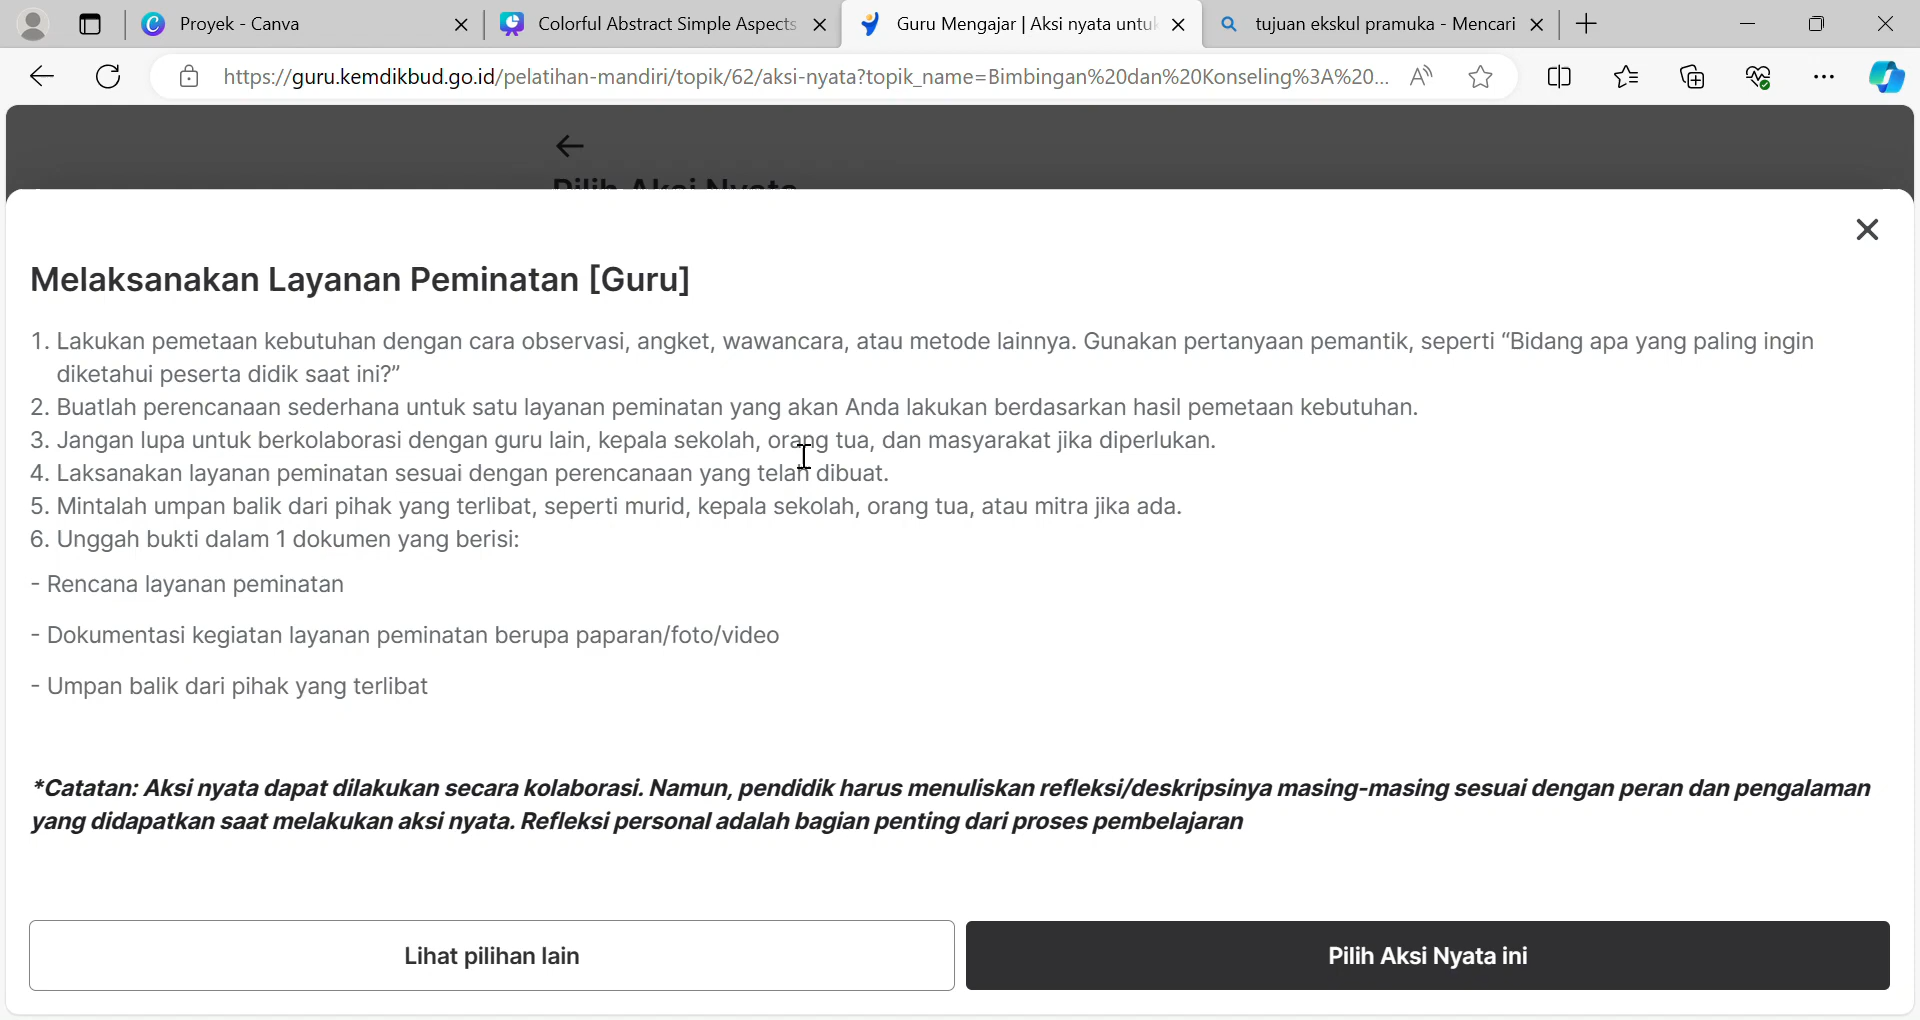 Proyek - Canva
Colorful Abstract Simple Aspects
Guru Mengajar | Aksi nyata untuk
tujuan ekskul pramuka - Mencari
https://guru.kemdikbud.go.id/pelatihan-mandiri/topik/62/aksi-nyata?topik_name=Bimbingan%20dan%20Konseling%3A%20...
Pilih Aksi Nyata
Melaksanakan Layanan Peminatan [Guru]
1. Lakukan pemetaan kebutuhan dengan cara observasi, angket, wawancara, atau metode lainnya. Gunakan pertanyaan pemantik, seperti “Bidang apa yang paling ingin
diketahui peserta didik saat ini?”
2. Buatlah perencanaan sederhana untuk satu layanan peminatan yang akan Anda lakukan berdasarkan hasil pemetaan kebutuhan.
3. Jangan lupa untuk berkolaborasi dengan guru lain, kepala sekolah, orang tua, dan masyarakat jika diperlukan.
4. Laksanakan layanan peminatan sesuai dengan perencanaan yang telah dibuat.
5. Mintalah umpan balik dari pihak yang terlibat, seperti murid, kepala sekolah, orang tua, atau mitra jika ada.
6. Unggah bukti dalam 1 dokumen yang berisi:
- Rencana layanan peminatan
- Dokumentasi kegiatan layanan peminatan berupa paparan/foto/video
- Umpan balik dari pihak yang terlibat
*Catatan: Aksi nyata dapat dilakukan secara kolaborasi. Namun, pendidik harus menuliskan refleksi/deskripsinya masing-masing sesuai dengan peran dan pengalaman
yang didapatkan saat melakukan aksi nyata. Refleksi personal adalah bagian penting dari proses pembelajaran
Lihat pilihan lain
Pilih Aksi Nyata ini